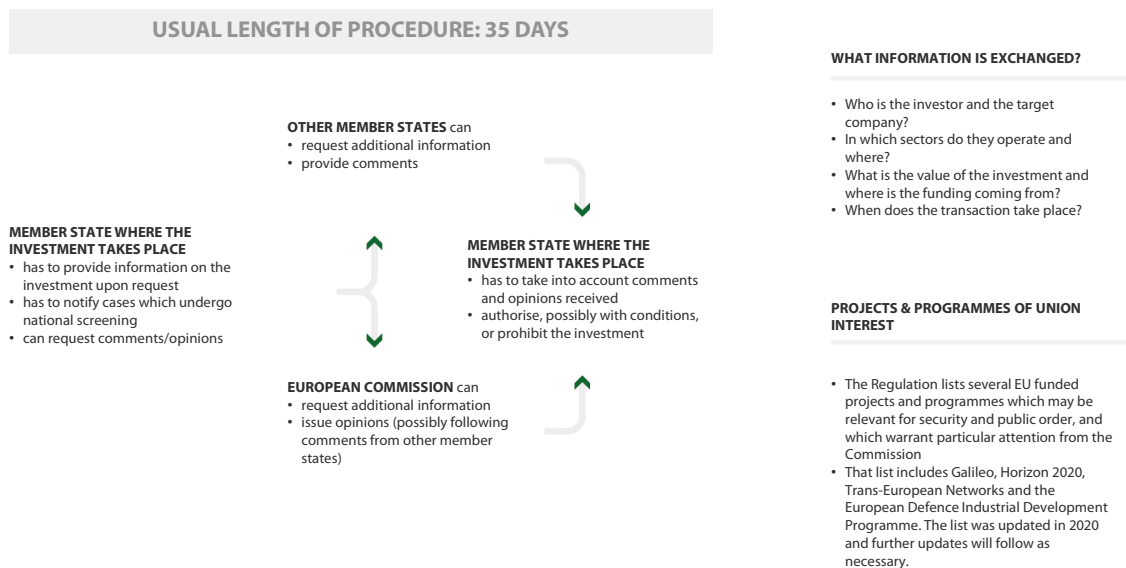 USUAL LENGTH OF PROCEDURE: 35 DAYS
OTHER MEMBER STATES can
• request additional information
• provide comments
MEMBER STATE WHERE THE
INVESTMENT TAKES PLACE
• has to provide information on the
investment upon request
• has to notify cases which undergo
national screening
• can request comments/opinions
MEMBER STATE WHERE THE
INVESTMENT TAKES PLACE
• has to take into account comments
and opinions received
• authorise, possibly with conditions,
or prohibit the investment
EUROPEAN COMMISSION can
• request additional information
• issue opinions (possibly following
comments from other member
states)
WHAT INFORMATION IS EXCHANGED?
• Who is the investor and the target
company?
• In which sectors do they operate and
where?
• What is the value of the investment and
where is the funding coming from?
• When does the transaction take place?
PROJECTS & PROGRAMMES OF UNION
INTEREST
• The Regulation lists several EU funded
projects and programmes which may be
relevant for security and public order, and
which warrant particular attention from the
Commission
• That list includes Galileo, Horizon 2020,
Trans-European Networks and the
European Defence Industrial Development
Programme. The list was updated in 2020
and further updates will follow as
necessary.